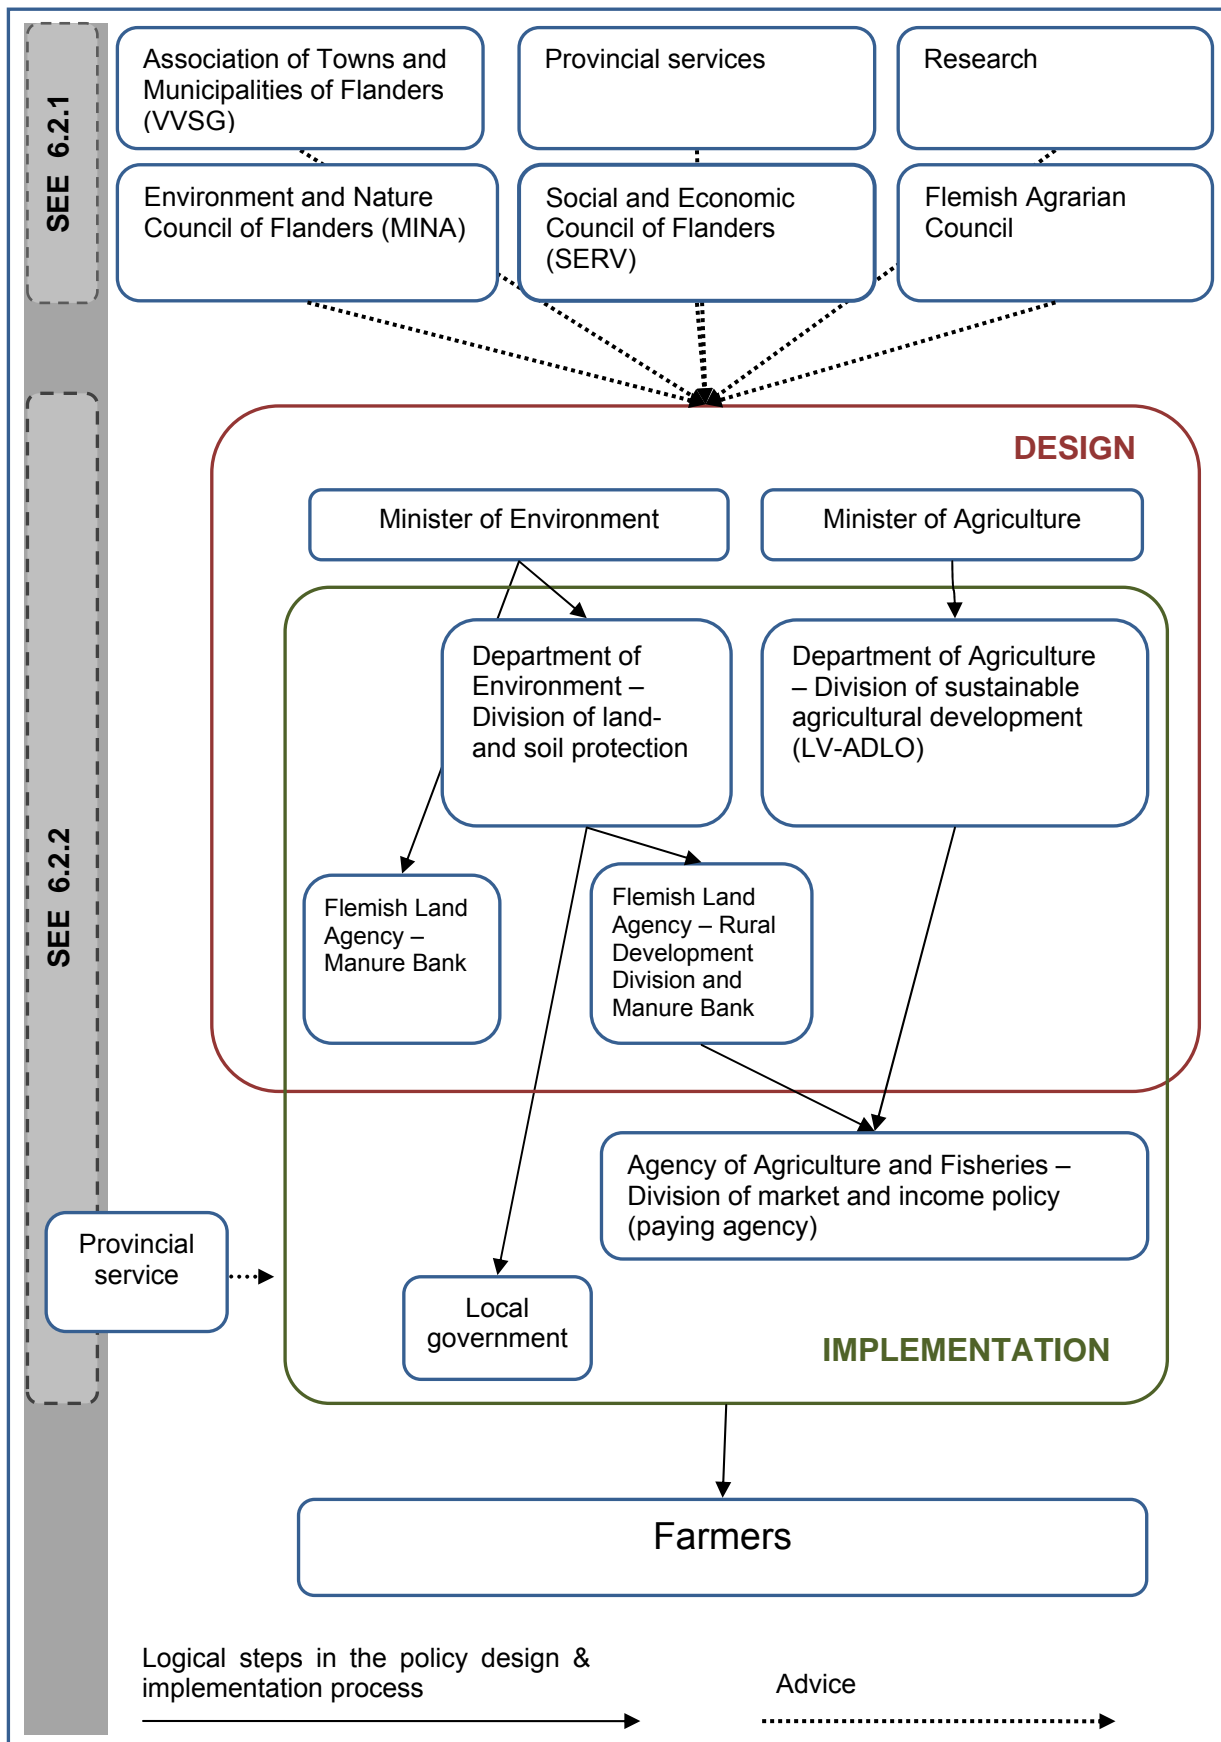 SEE 6.2.1
Association of Towns and
Municipalities of Flanders
(VVSG)
Provincial services
Research
Environment and Nature
Council of Flanders (MINA)
Social and Economic
Council of Flanders
(SERV)
Flemish Agrarian
Council
SEE 6.2.2
DESIGN
Minister of Environment
Minister of Agriculture
Department of
Environment –
Division of land-
and soil protection
Department of Agriculture
– Division of sustainable
agricultural development
(LV-ADLO)
Flemish Land
Agency –
Manure Bank
Flemish Land
Agency – Rural
Development
Division and
Manure Bank
Agency of Agriculture and Fisheries –
Division of market and income policy
(paying agency)
Provincial
service
Local
government
IMPLEMENTATION
Farmers
Logical steps in the policy design &
implementation process
Advice